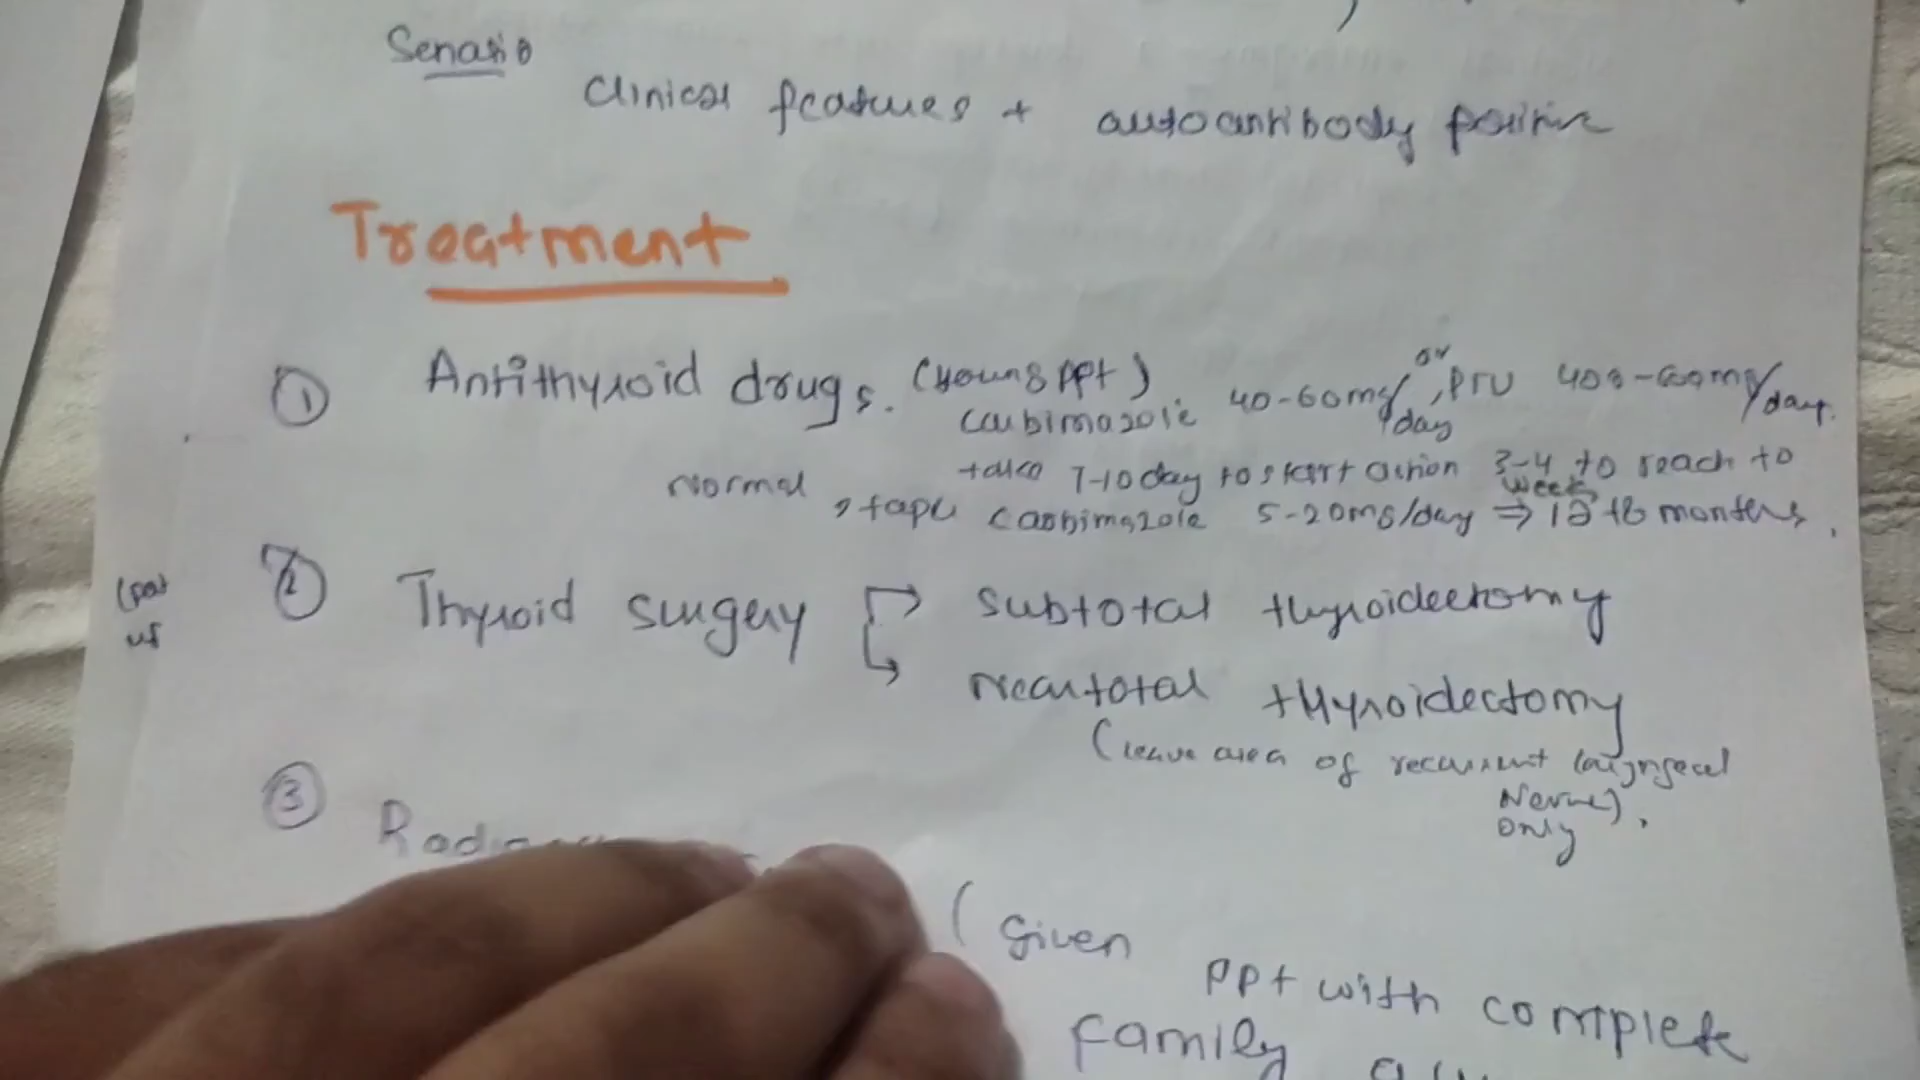 Senario
Clinical features + autoantibody positive
Treatment
① Antithyroid drugs. (young ppt)
carbimazole 40-60mg/day or, PTU 400-600mg/day.
take 7-10 day to start action 3-4 weeks to reach to
normal, tape carbimazole 5-20mg/day ⇒ 12 18 months.
② Thyroid surgery → subtotal thyroidectomy
→ neartotal thyroidectomy
(leave area of recurrent laryngeal
Nerve).
only
③
(Given
ppt with complete
family